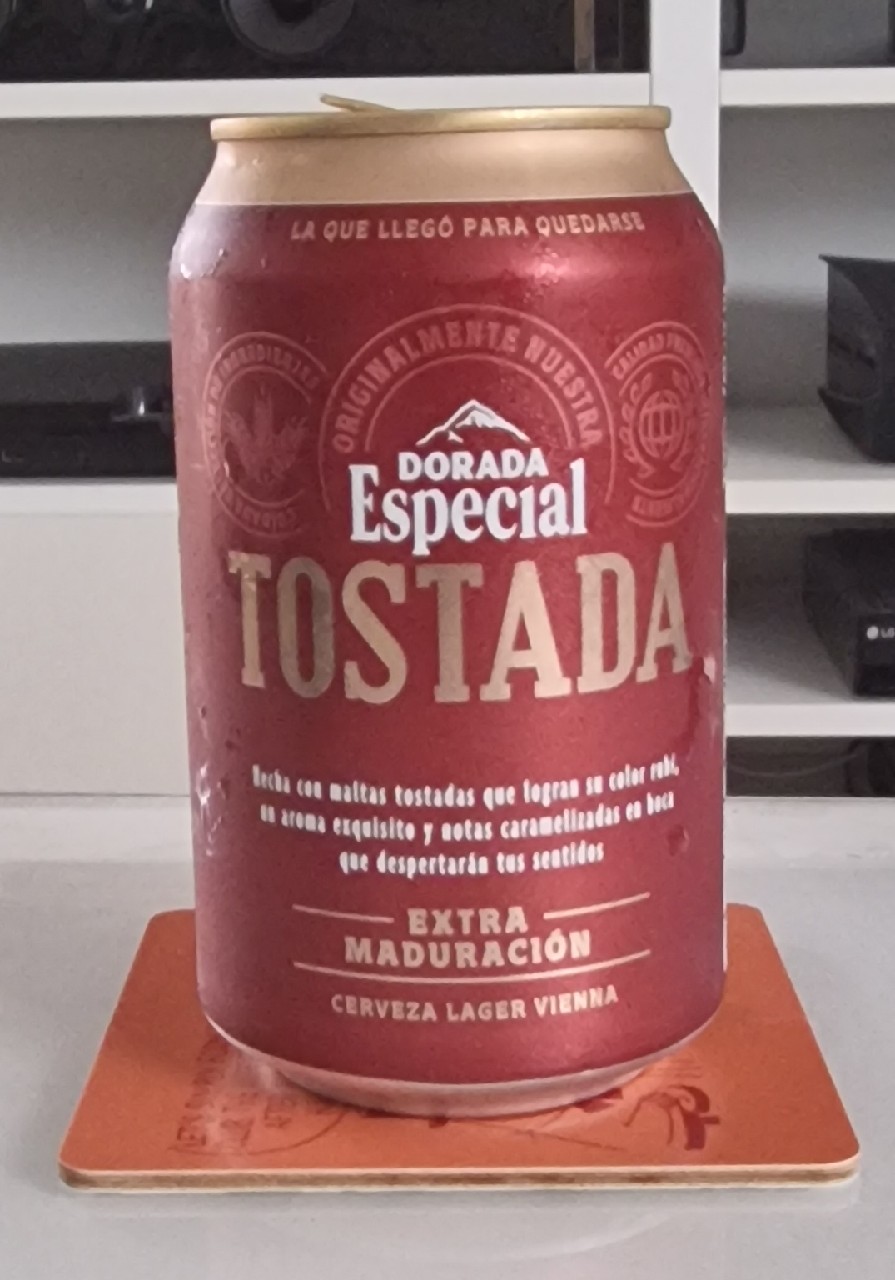 LA QUE LLEGÓ PARA QUEDARSE
ORIGINALMENTE NUESTRA
CALIDAD
DORADA
Especial
TOSTADA
Hecha con maltas tostadas que logran su color rubí,
un aroma exquisito y notas caramelizadas en boca
que despertarán tus sentidos
EXTRA
MADURACIÓN
CERVEZA LAGER VIENNA